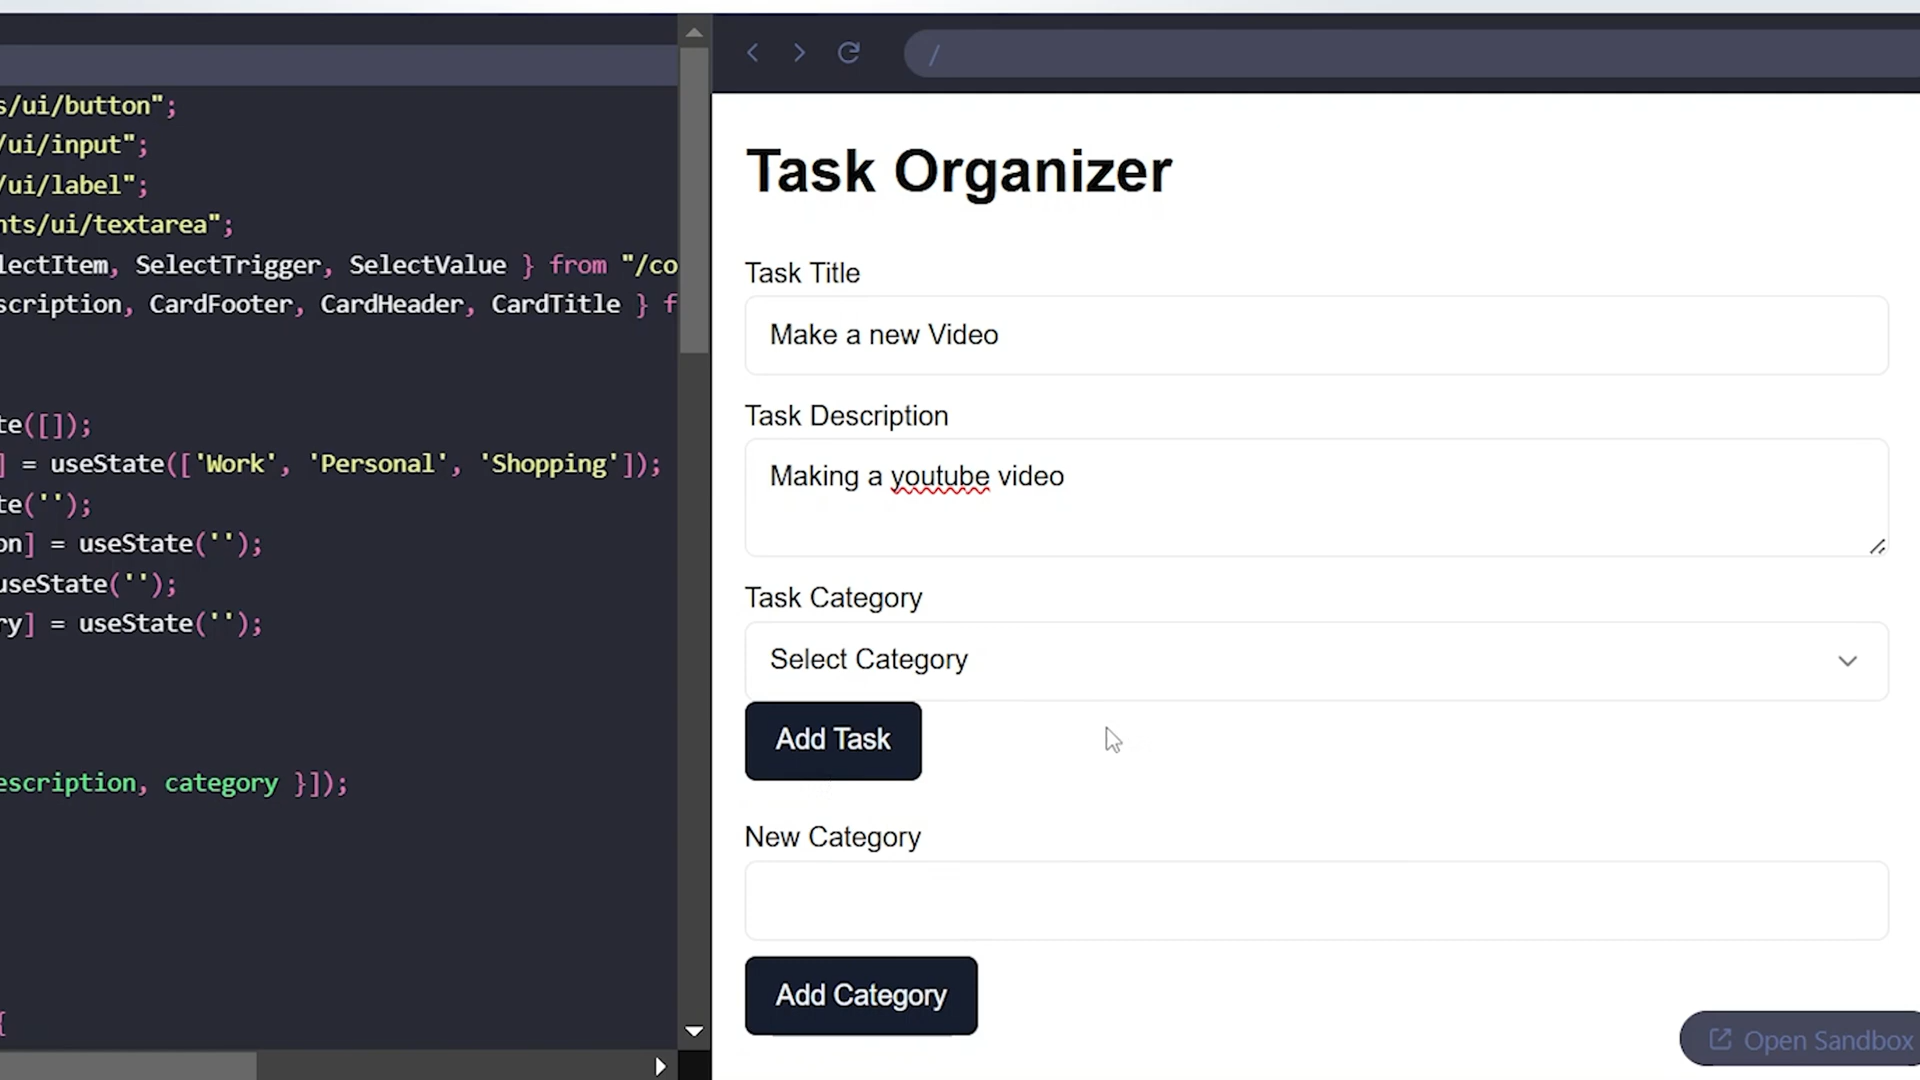 s/ui/button";
/ui/input";
/ui/label";
nts/ui/textarea";
lectItem, SelectTrigger, SelectValue } from "/co
scription, CardFooter, CardHeader, CardTitle } f
te([]);
] = useState(['Work', 'Personal', 'Shopping']);
te('');
on] = useState('');
useState('');
ry] = useState('');
escription, category }]);
{
/
Task Organizer
Task Title
Make a new Video
Task Description
Making a youtube video
Task Category
Select Category
Add Task
New Category
Add Category
Open Sandbox